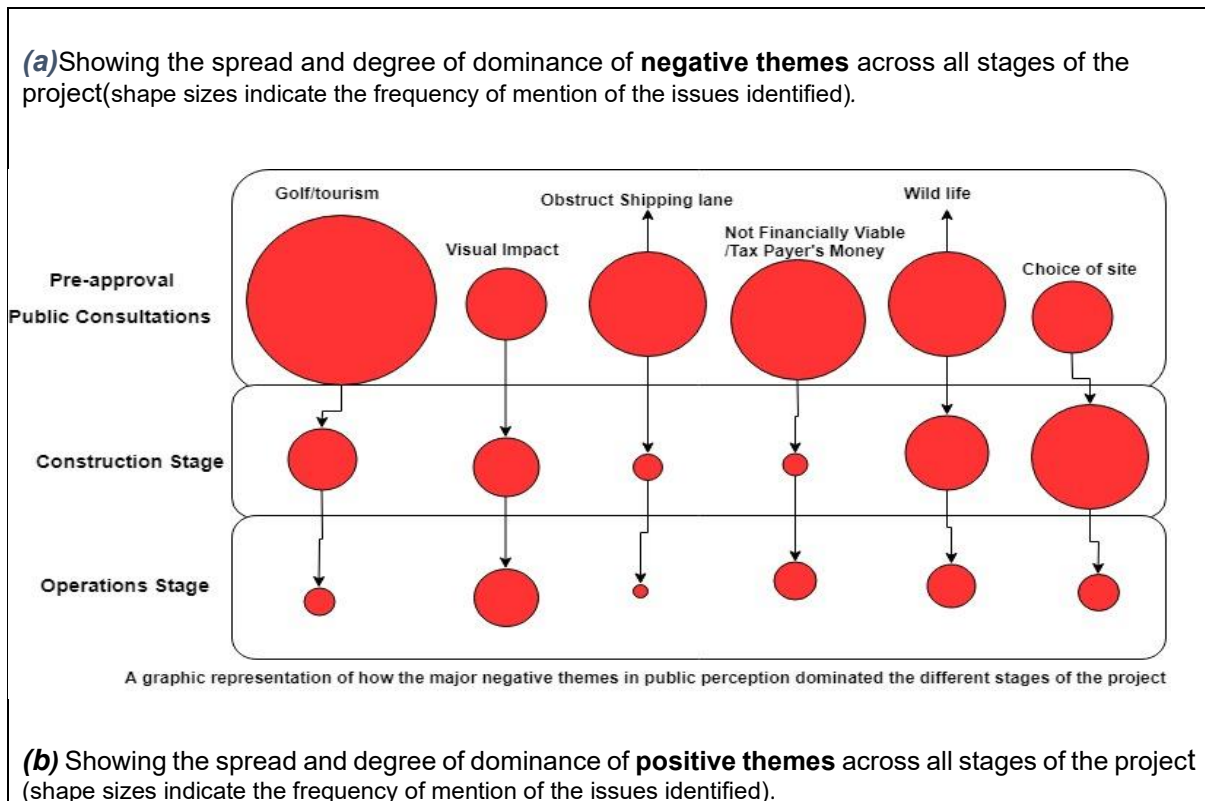 (a)Showing the spread and degree of dominance of negative themes across all stages of the
project(shape sizes indicate the frequency of mention of the issues identified).
Golf/tourism
Visual Impact
Obstruct Shipping lane
Not Financially Viable
/Tax Payer's Money
Wild life
Choice of site
Pre-approval
Public Consultations
Construction Stage
Operations Stage
A graphic representation of how the major negative themes in public perception dominated the different stages of the project
(b) Showing the spread and degree of dominance of positive themes across all stages of the project
(shape sizes indicate the frequency of mention of the issues identified).